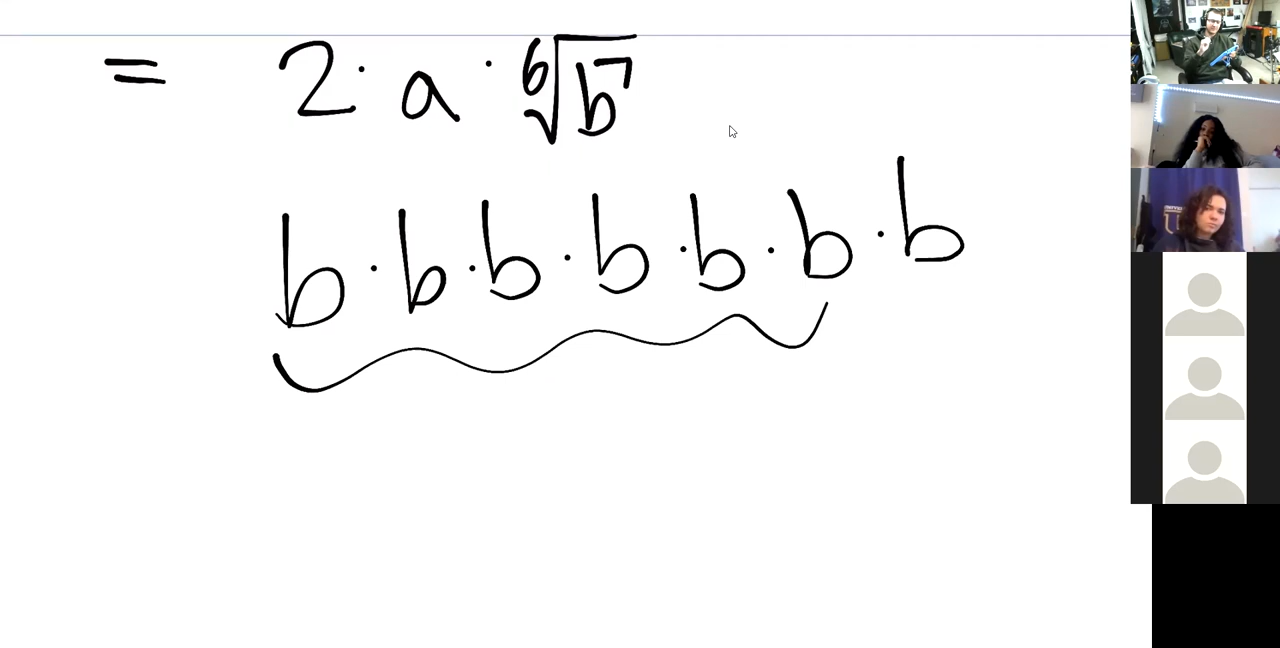 = 2 · a · ⁶√b⁷
b · b · b · b · b · b · b